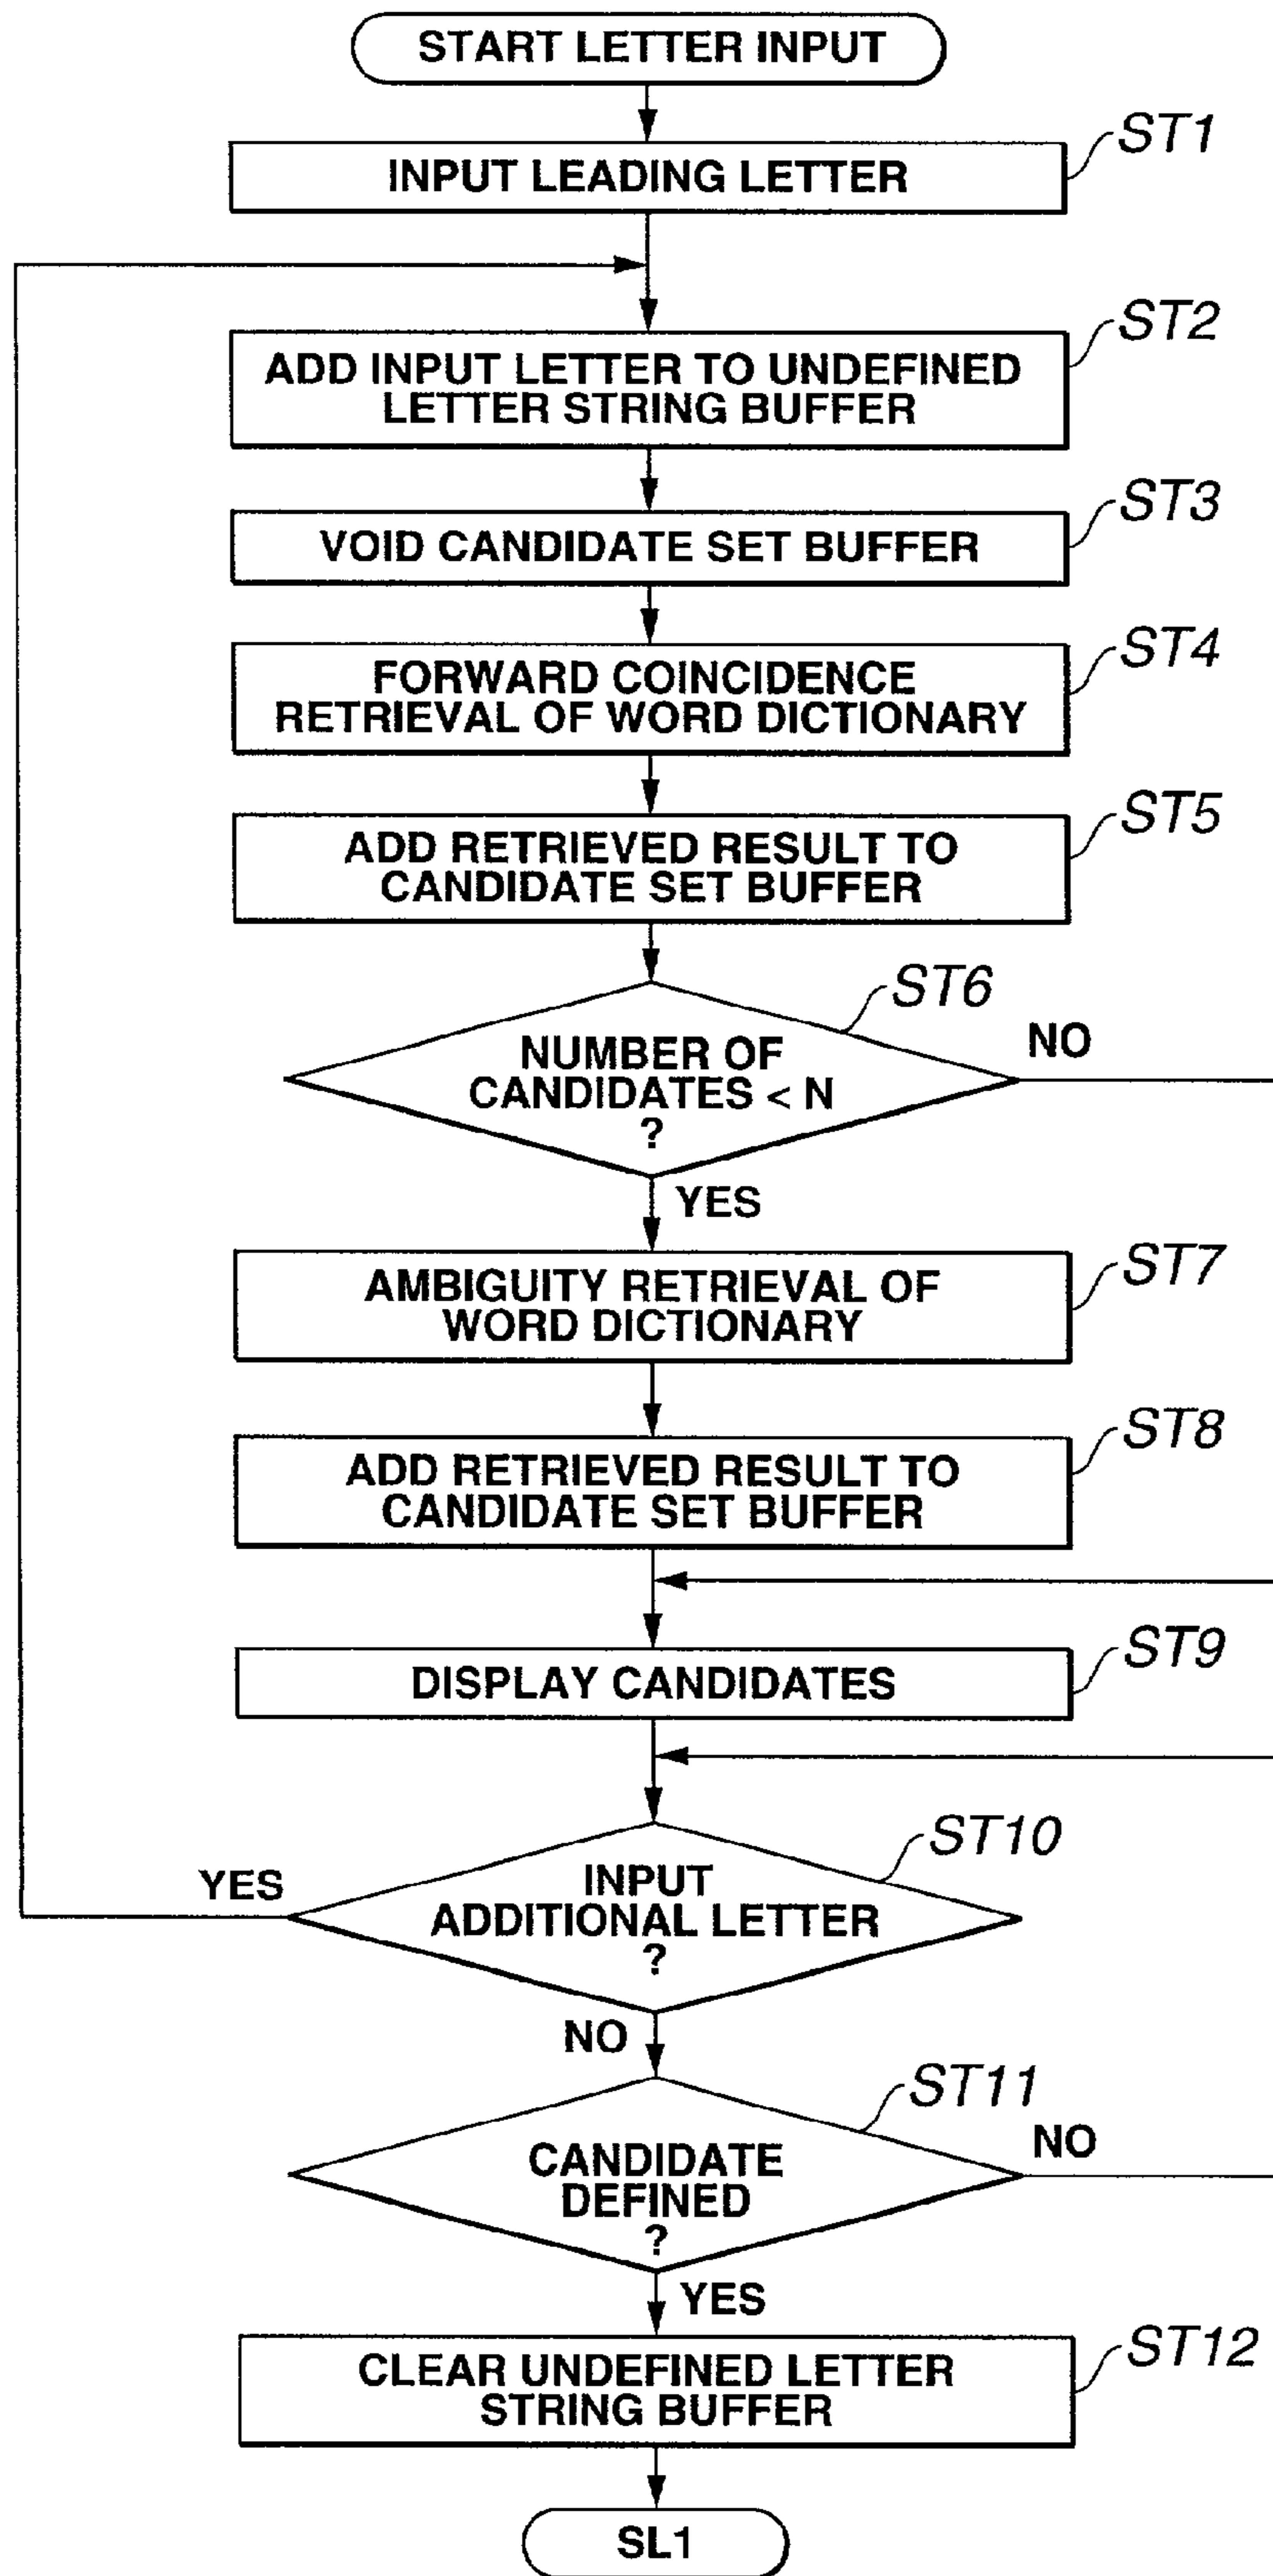 START LETTER INPUT
ST1
INPUT LEADING LETTER
ST2
ADD INPUT LETTER TO UNDEFINED
LETTER STRING BUFFER
ST3
VOID CANDIDATE SET BUFFER
ST4
FORWARD COINCIDENCE
RETRIEVAL OF WORD DICTIONARY
ST5
ADD RETRIEVED RESULT TO
CANDIDATE SET BUFFER
ST6
NUMBER OF
CANDIDATES < N
?
NO
YES
ST7
AMBIGUITY RETRIEVAL OF
WORD DICTIONARY
ST8
ADD RETRIEVED RESULT TO
CANDIDATE SET BUFFER
ST9
DISPLAY CANDIDATES
ST10
YES
INPUT
ADDITIONAL LETTER
?
NO
ST11
CANDIDATE
DEFINED
?
NO
YES
ST12
CLEAR UNDEFINED LETTER
STRING BUFFER
SL1